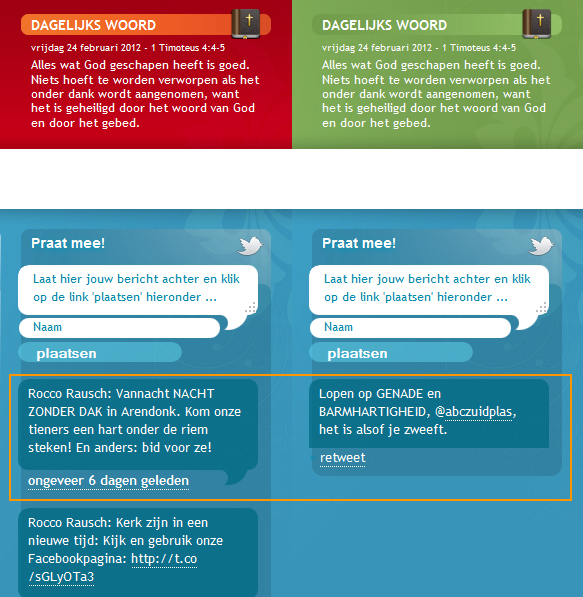 DAGELIJKS WOORD
vrijdag 24 februari 2012 - 1 Timoteus 4:4-5
Alles wat God geschapen heeft is goed.
Niets hoeft te worden verworpen als het
onder dank wordt aangenomen, want
het is geheiligd door het woord van God
en door het gebed.
DAGELIJKS WOORD
vrijdag 24 februari 2012 - 1 Timoteus 4:4-5
Alles wat God geschapen heeft is goed.
Niets hoeft te worden verworpen als het
onder dank wordt aangenomen, want
het is geheiligd door het woord van God
en door het gebed.
Praat mee!
Laat hier jouw bericht achter en klik
op de link 'plaatsen' hieronder ...
Naam
plaatsen
Rocco Rausch: Vannacht NACHT
ZONDER DAK in Arendonk. Kom onze
tieners een hart onder de riem
steken! En anders: bid voor ze!
ongeveer 6 dagen geleden
Rocco Rausch: Kerk zijn in een
nieuwe tijd: Kijk en gebruik onze
Facebookpagina: http://t.co
/sGLyOTa3
Praat mee!
Laat hier jouw bericht achter en klik
op de link 'plaatsen' hieronder ...
Naam
plaatsen
Lopen op GENADE en
BARMHARTIGHEID, @abczuidplas,
het is alsof je zweeft.
retweet